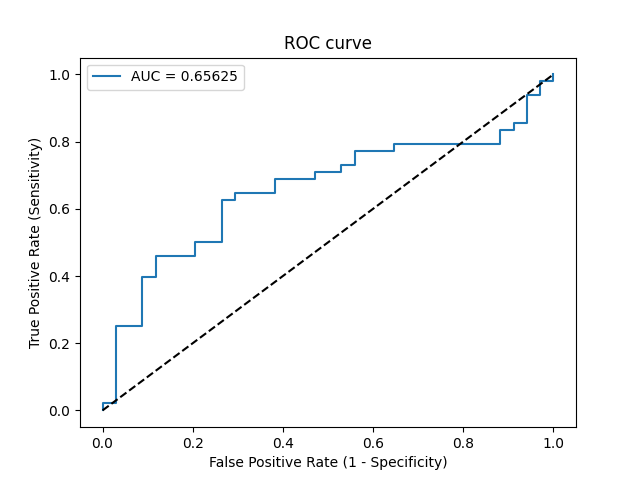 ROC curve
AUC = 0.65625
1.0
0.8
0.6
0.4
0.2
0.0
True Positive Rate (Sensitivity)
0.0 0.2 0.4 0.6 0.8 1.0
False Positive Rate (1 - Specificity)